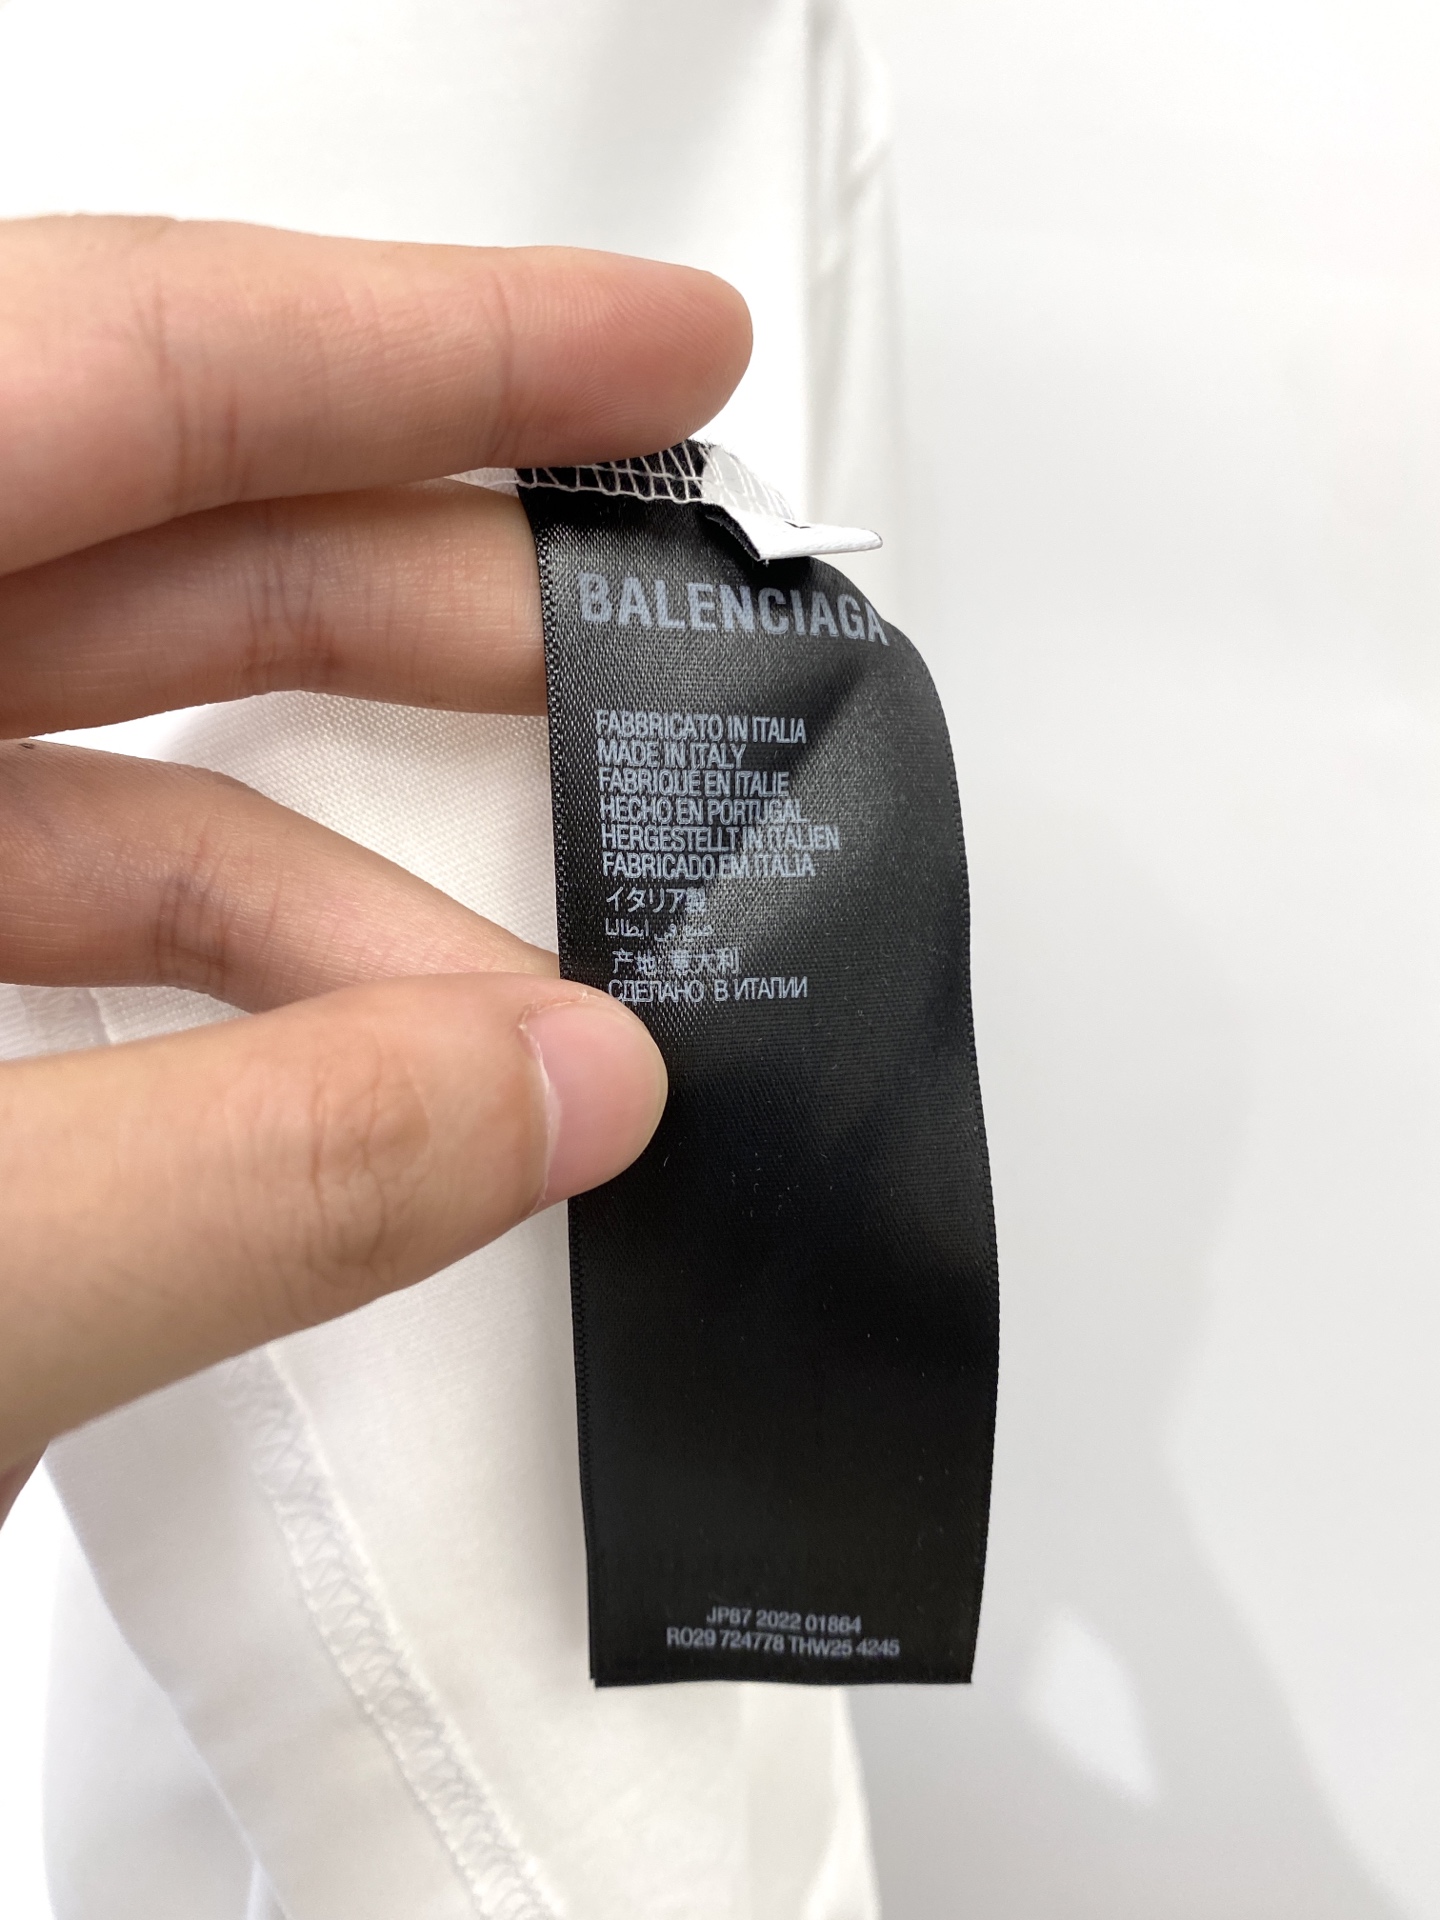 BALENCIAGA
FABBRICATO IN ITALIA
MADE IN ITALY
FABRIQUE EN ITALIE
HECHO EN PORTUGAL
HERGESTELLT IN ITALIEN
FABRICADO EM ITALIA
イタリア製
صنع في ايطاليا
产地 意大利
СДЕЛАНО В ИТАЛИИ
JP87 2022 01864
RO29 724778 THW25 4245